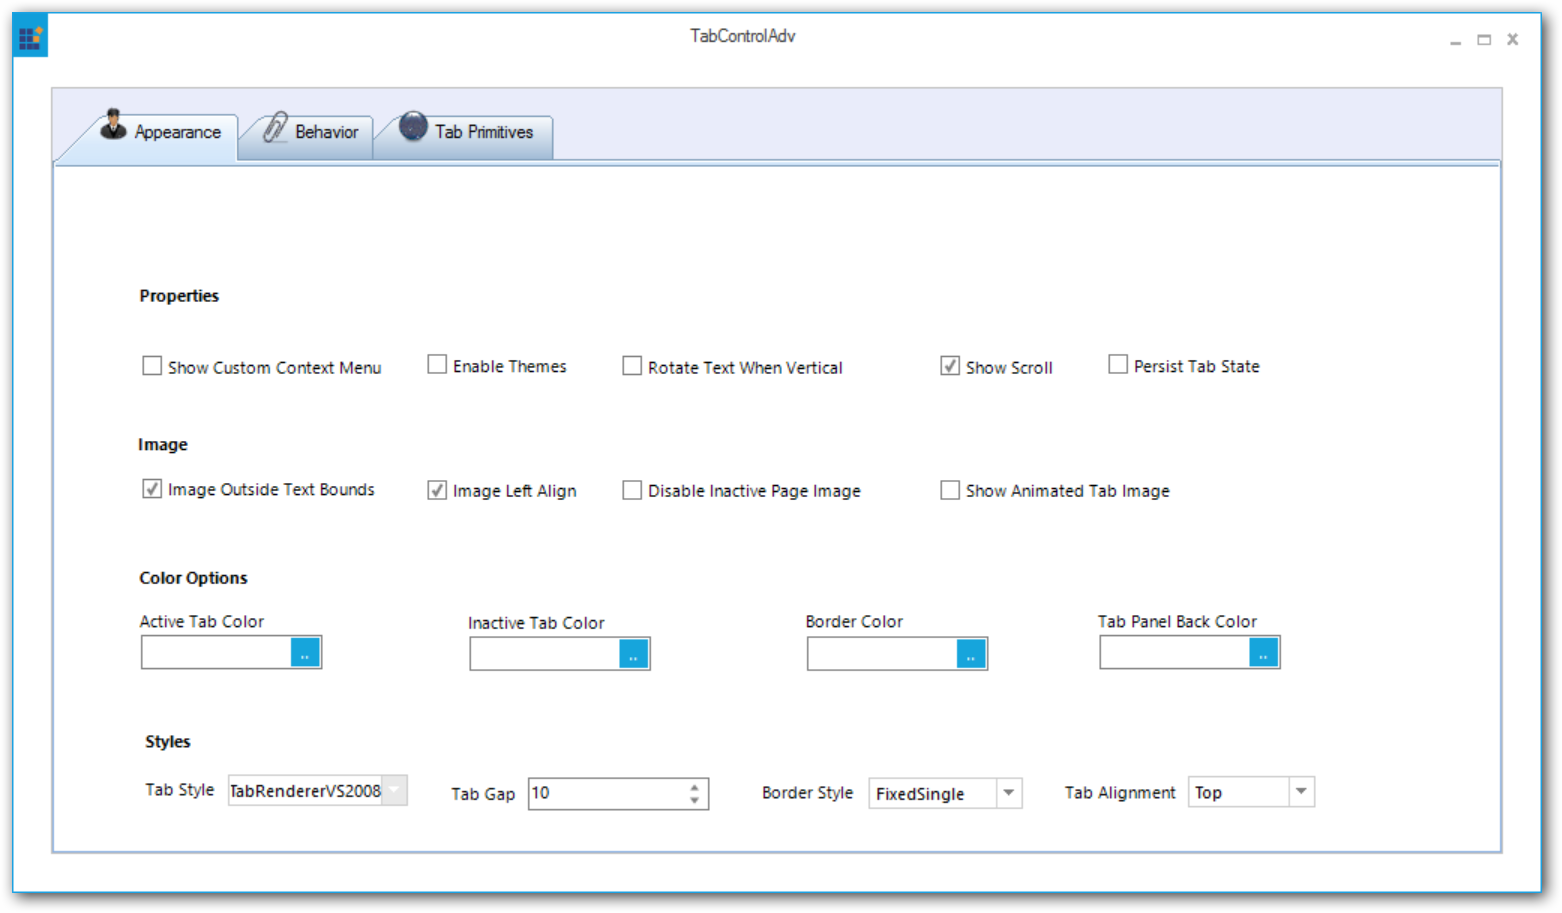 TabControlAdv
Appearance Behavior Tab Primitives
Properties
Show Custom Context Menu Enable Themes Rotate Text When Vertical Show Scroll Persist Tab State
Image
Image Outside Text Bounds Image Left Align Disable Inactive Page Image Show Animated Tab Image
Color Options
Active Tab Color Inactive Tab Color Border Color Tab Panel Back Color
.. .. .. ..
Styles
Tab Style TabRendererVS2008 Tab Gap 10 Border Style FixedSingle Tab Alignment Top